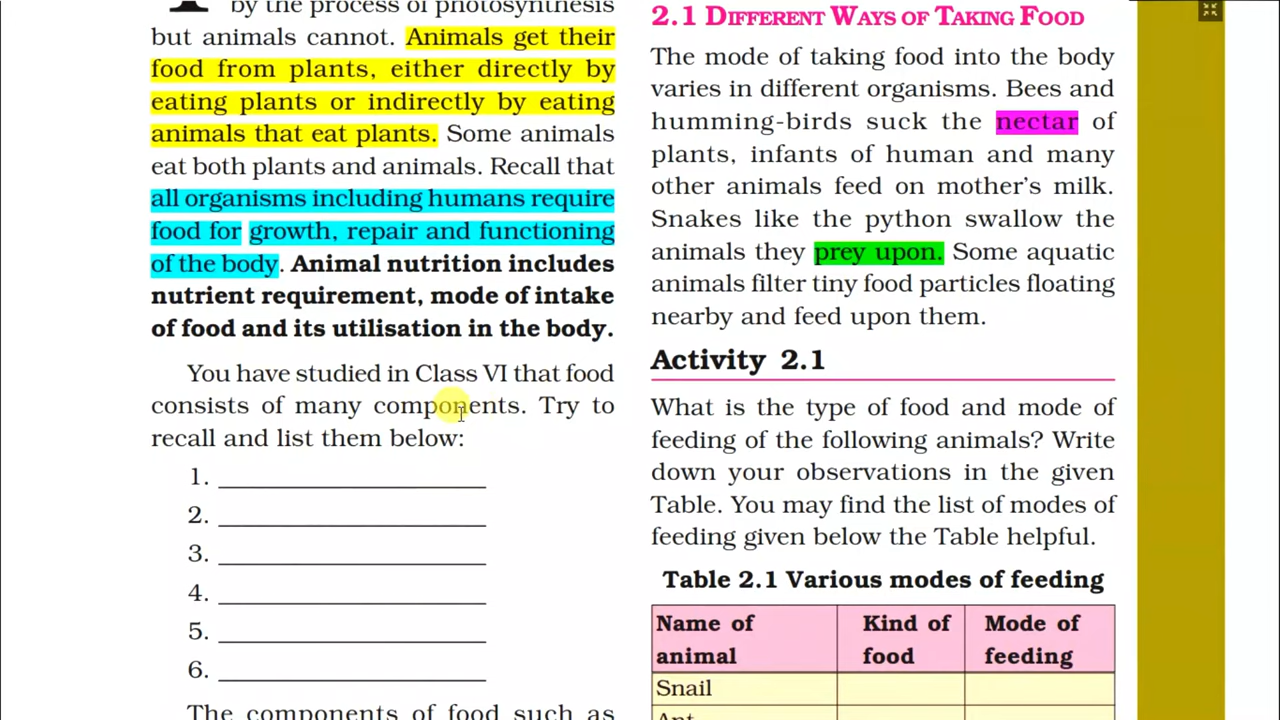 by the process of photosynthesis
but animals cannot. Animals get their
food from plants, either directly by
eating plants or indirectly by eating
animals that eat plants. Some animals
eat both plants and animals. Recall that
all organisms including humans require
food for growth, repair and functioning
of the body. Animal nutrition includes
nutrient requirement, mode of intake
of food and its utilisation in the body.
You have studied in Class VI that food
consists of many components. Try to
recall and list them below:
1. ____________________
2. ____________________
3. ____________________
4. ____________________
5. ____________________
6. ____________________
The components of food such as
2.1 DIFFERENT WAYS OF TAKING FOOD
The mode of taking food into the body
varies in different organisms. Bees and
humming-birds suck the nectar of
plants, infants of human and many
other animals feed on mother's milk.
Snakes like the python swallow the
animals they prey upon. Some aquatic
animals filter tiny food particles floating
nearby and feed upon them.
Activity 2.1
What is the type of food and mode of
feeding of the following animals? Write
down your observations in the given
Table. You may find the list of modes of
feeding given below the Table helpful.
Table 2.1 Various modes of feeding
Name of Kind of Mode of
animal food feeding
Snail
Ant